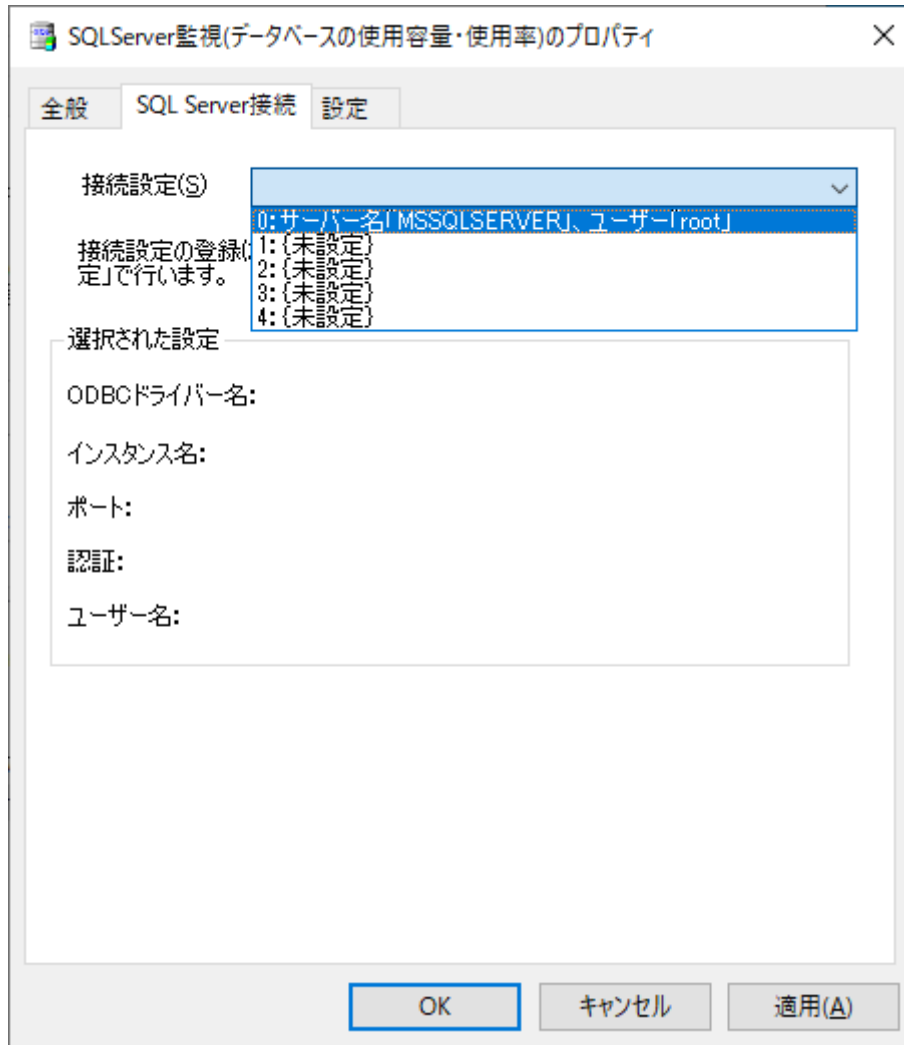 SQLServer監視(データベースの使用容量・使用率)のプロパティ
全般
SQL Server接続
設定
接続設定(S)
0: サーバー名「MSSQLSERVER」、ユーザー「root」
1: {未設定}
2: {未設定}
3: {未設定}
4: {未設定}
接続設定の登録
定」で行います。
選択された設定
ODBCドライバー名:
インスタンス名:
ポート:
認証:
ユーザー名:
OK
キャンセル
適用(A)